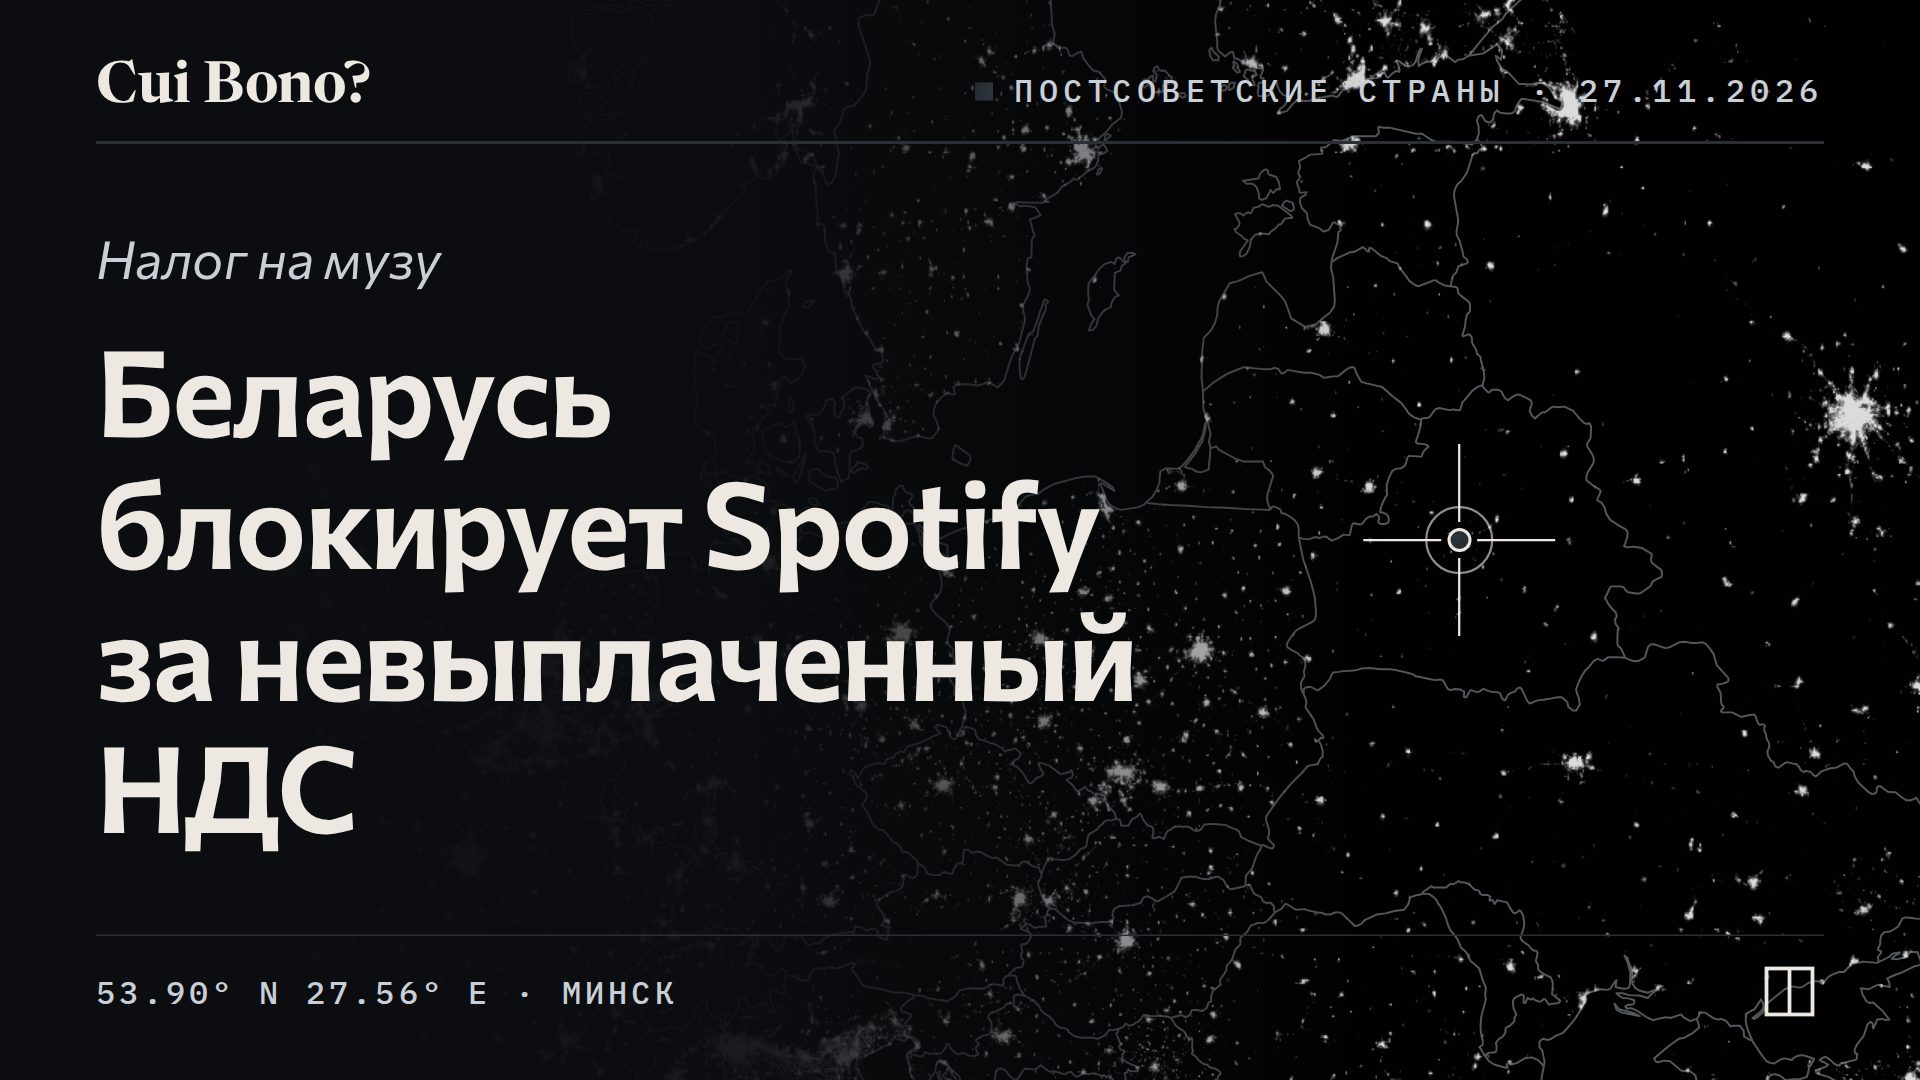 Cui Bono?
ПОСТСОВЕТСКИЕ СТРАНЫ : 27.11.2026
Налог на музу
Беларусь
блокирует Spotify
за невыплаченный
НДС
53.90° N 27.56° E · МИНСК